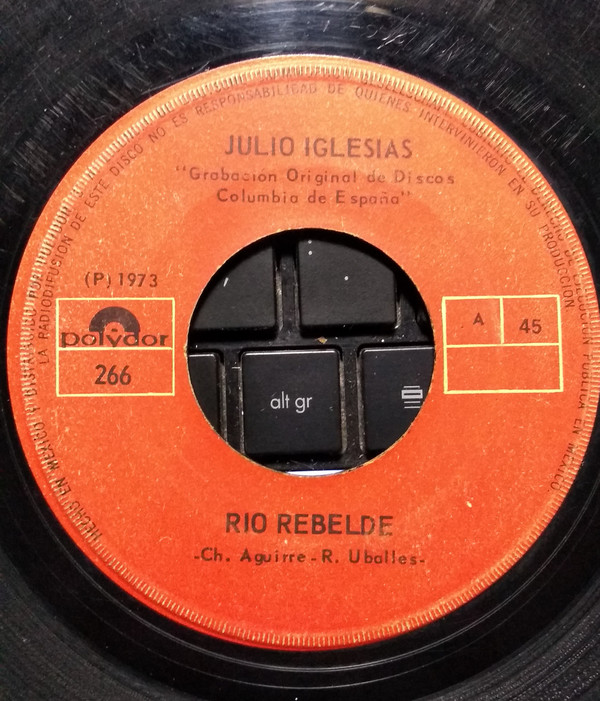 JULIO IGLESIAS
"Grabación Original de Discos
Columbia de España"
(P) 1973
polydor
266
A
45
alt gr
RIO REBELDE
-Ch. Aguirre-R. Uballes-
LA RADIODIFUSION DE ESTE DISCO NO ES RESPONSABILIDAD DE QUIENES INTERVINIERON EN SU PRODUCCION
HECHO EN MEXICO
PUBLICA EN MEXICO